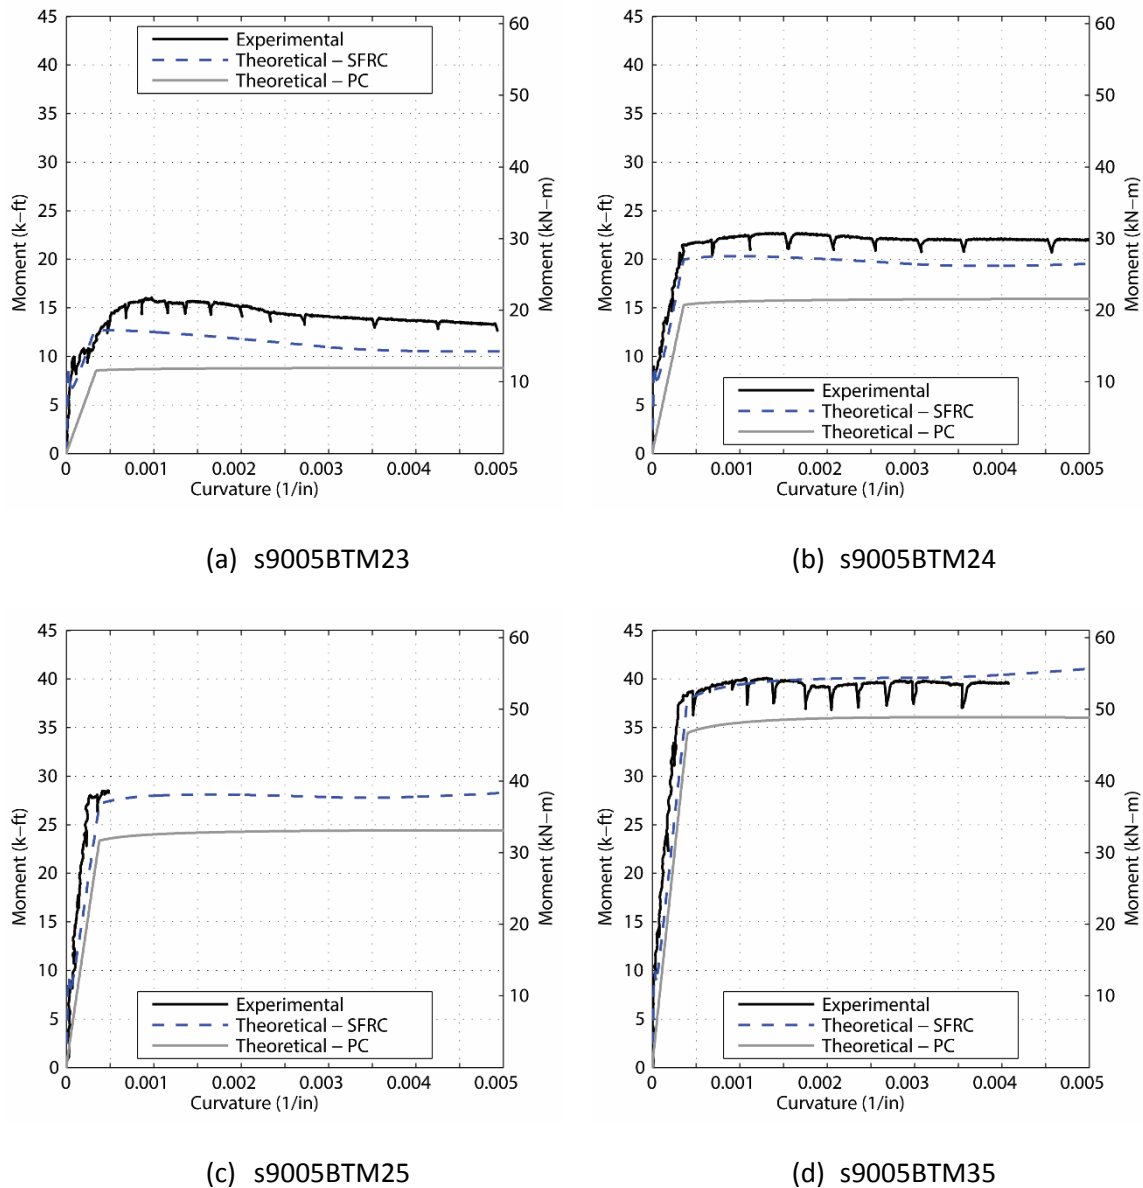 45
40
35
30
25
20
15
10
5
0
Moment (k–ft)
60
50
40
30
20
10
Moment (kN–m)
Experimental
Theoretical – SFRC
Theoretical – PC
0 0.001 0.002 0.003 0.004 0.005
Curvature (1/in)
(a) s9005BTM23
45
40
35
30
25
20
15
10
5
0
Moment (k–ft)
60
50
40
30
20
10
Moment (kN–m)
Experimental
Theoretical – SFRC
Theoretical – PC
0 0.001 0.002 0.003 0.004 0.005
Curvature (1/in)
(b) s9005BTM24
45
40
35
30
25
20
15
10
5
0
Moment (k–ft)
60
50
40
30
20
10
Moment (kN–m)
Experimental
Theoretical – SFRC
Theoretical – PC
0 0.001 0.002 0.003 0.004 0.005
Curvature (1/in)
(c) s9005BTM25
45
40
35
30
25
20
15
10
5
0
Moment (k–ft)
60
50
40
30
20
10
Moment (kN–m)
Experimental
Theoretical – SFRC
Theoretical – PC
0 0.001 0.002 0.003 0.004 0.005
Curvature (1/in)
(d) s9005BTM35